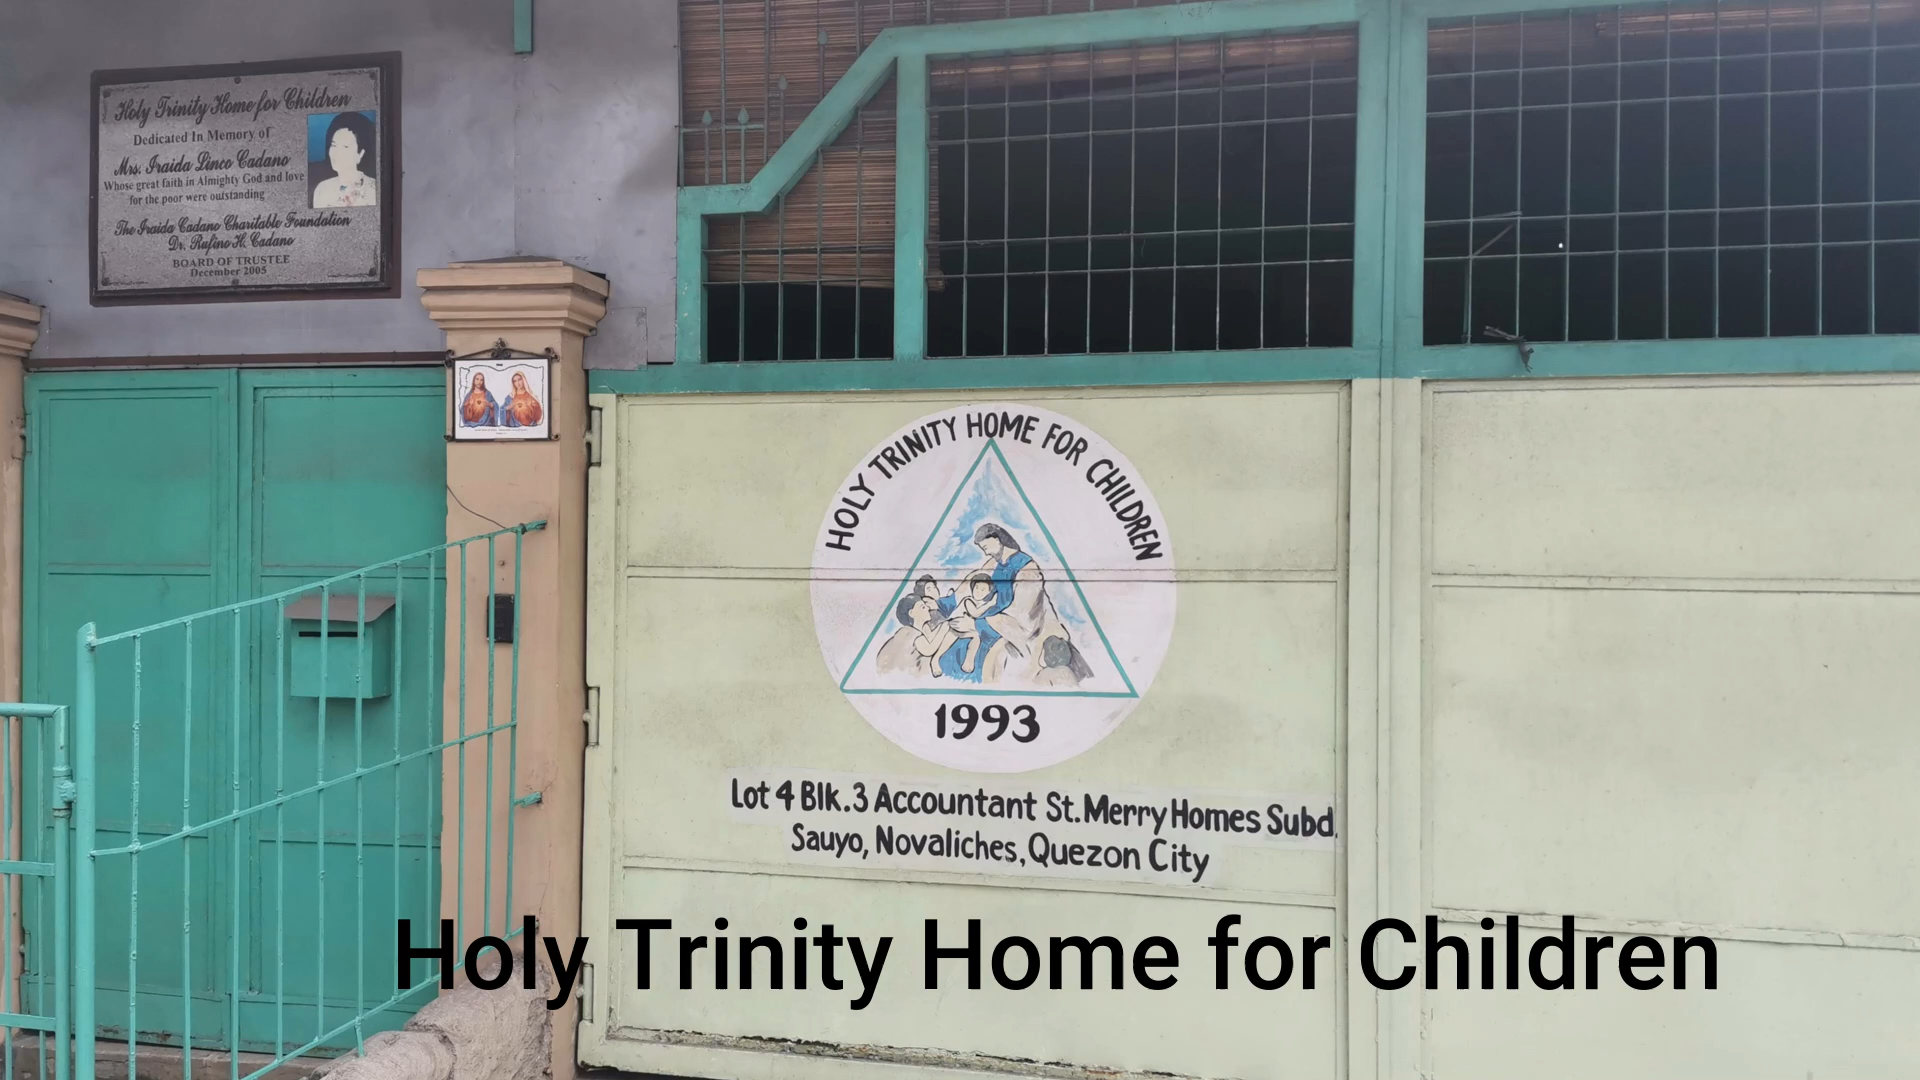 Holy Trinity Home for Children
Dedicated In Memory of
Mrs. Iraida Linco Cadano
Whose great faith in Almighty God and love
for the poor were outstanding
The Iraida Cadano Charitable Foundation
Dr. Rufino H. Cadano
BOARD OF TRUSTEE
December 2005
HOLY TRINITY HOME FOR CHILDREN
1993
Lot 4 Blk.3 Accountant St. Merry Homes Subd.
Sauyo, Novaliches, Quezon City
Holy Trinity Home for Children